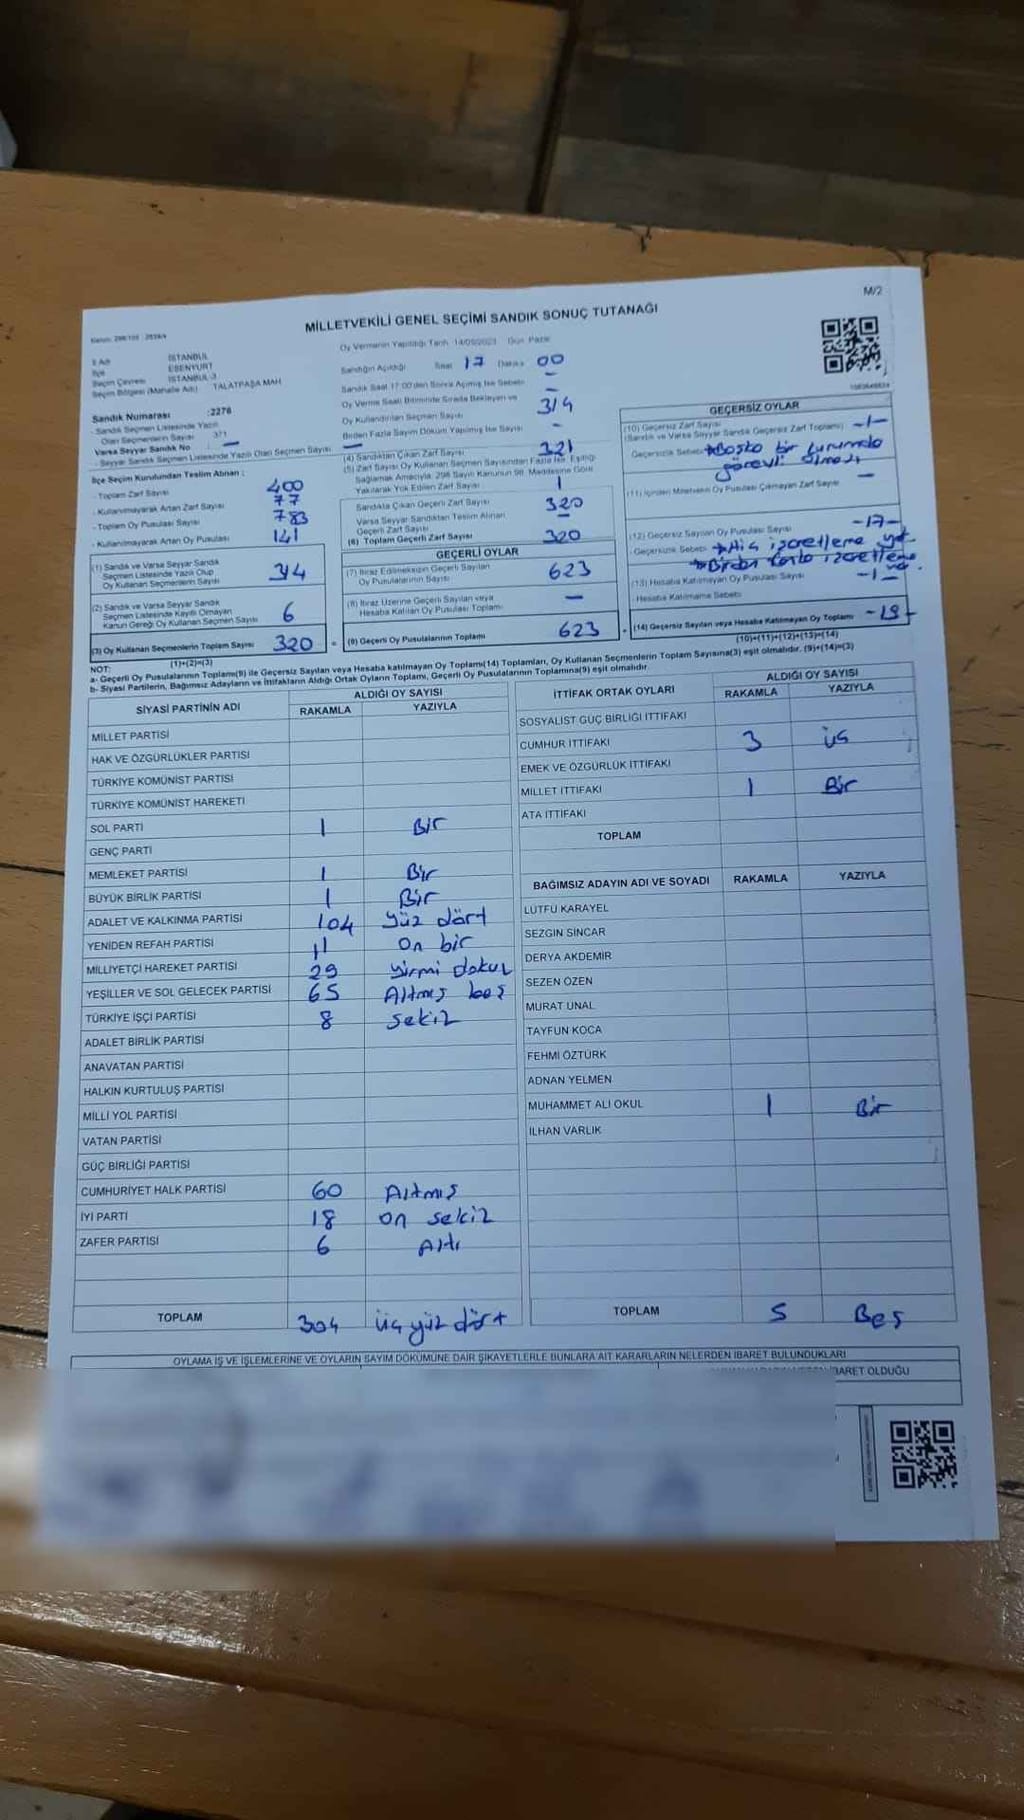 M/2
MİLLETVEKİLİ GENEL SEÇİMİ SANDIK SONUÇ TUTANAĞI
İSTANBUL
ESENYURT
Seçim Çevresi İSTANBUL-3
Seçim Bölgesi (Mahalle Adı) TALATPAŞA MAH
Sandık Numarası :2276
- Sandık Seçmen Listesinde Yazılı
Olan Seçmenlerin Sayısı 371
Varsa Seyyar Sandık No —
- Seyyar Sandık Seçmen Listesinde Yazılı Olan Seçmen Sayısı —
İlçe Seçim Kurulundan Teslim Alınan :
- Toplam Zarf Sayısı 400
- Kullanılmayarak Artan Zarf Sayısı 77
- Toplam Oy Pusulası Sayısı 783
- Kullanılmayarak Artan Oy Pusulası 141
(1) Sandık ve Varsa Seyyar Sandık
Seçmen Listesinde Yazılı Olup
Oy Kullanan Seçmenlerin Sayısı 314
(2) Sandık ve Varsa Seyyar Sandık
Seçmen Listesinde Kayıtlı Olmayan
Kanun Gereği Oy Kullanan Seçmen Sayısı 6
(3) Oy Kullanan Seçmenlerin Toplam Sayısı 320
(1)+(2)=(3)
Oy Vermenin Yapıldığı Tarih 14/05/2023 Gün Pazar
Sandığın Açıldığı Saat 17 Dakika 00
Sandık Saat 17:00'den Sonra Açılmış İse Sebebi —
Oy Verme Saati Bitiminde Sırada Bekleyen ve
Oy Kullandırılan Seçmen Sayısı —
314
Birden Fazla Sayım Döküm Yapılmış İse Sayısı -
(4) Sandıktan Çıkan Zarf Sayısı 321
(5) Zarf Sayısı Oy Kullanan Seçmen Sayısından Fazla İse, Eşitliği
Sağlamak Amacıyla, 298 Sayılı Kanunun 98. Maddesine Göre
Yakılarak Yok Edilen Zarf Sayısı 1
Sandıkta Çıkan Geçerli Zarf Sayısı 320
Varsa Seyyar Sandıktan Teslim Alınan
Geçerli Zarf Sayısı —
(6) Toplam Geçerli Zarf Sayısı 320
GEÇERLİ OYLAR
(7) İtiraz Edilmeksizin Geçerli Sayılan
Oy Pusulalarının Sayısı 623
(8) İtiraz Üzerine Geçerli Sayılan veya
Hesaba Katılan Oy Pusulası Toplamı —
(9) Geçerli Oy Pusulalarının Toplamı 623
GEÇERSİZ OYLAR
(10) Geçersiz Zarf Sayısı
(Sandık ve Varsa Seyyar Sandık Geçersiz Zarf Toplamı) -1-
Geçersizlik Sebebi Başka bir kurumda
görevli olması
(11) İçinden Milletvekili Oy Pusulası Çıkmayan Zarf Sayısı —
(12) Geçersiz Sayılan Oy Pusulası Sayısı -17-
- Geçersizlik Sebebi Hiç işaretleme yok
Birden fazla işaretleme var
(13) Hesaba Katılmayan Oy Pusulası Sayısı -1-
- Hesaba Katılmama Sebebi
(14) Geçersiz Sayılan veya Hesaba Katılmayan Oy Toplamı -19-
(10)+(11)+(12)+(13)=(14)
NOT:
a- Geçerli Oy Pusulalarının Toplamı(9) ile Geçersiz Sayılan veya Hesaba katılmayan Oy Toplamı(14) Toplamları, Oy Kullanan Seçmenlerin Toplam Sayısına(3) eşit olmalıdır. (9)+(14)=(3)
b- Siyasi Partilerin, Bağımsız Adayların ve İttifakların Aldığı Ortak Oyların Toplamı, Geçerli Oy Pusulalarının Toplamına(9) eşit olmalıdır
SİYASİ PARTİNİN ADI ALDIĞI OY SAYISI
RAKAMLA YAZIYLA
MİLLET PARTİSİ
HAK VE ÖZGÜRLÜKLER PARTİSİ
TÜRKİYE KOMÜNİST PARTİSİ
TÜRKİYE KOMÜNİST HAREKETİ
SOL PARTİ 1 Bir
GENÇ PARTİ
MEMLEKET PARTİSİ 1 Bir
BÜYÜK BİRLİK PARTİSİ 1 Bir
ADALET VE KALKINMA PARTİSİ 104 Yüz dört
YENİDEN REFAH PARTİSİ 11 On bir
MİLLİYETÇİ HAREKET PARTİSİ 29 yirmi dokuz
YEŞİLLER VE SOL GELECEK PARTİSİ 65 Altmış beş
TÜRKİYE İŞÇİ PARTİSİ 8 sekiz
ADALET BİRLİK PARTİSİ
ANAVATAN PARTİSİ
HALKIN KURTULUŞ PARTİSİ
MİLLİ YOL PARTİSİ
VATAN PARTİSİ
GÜÇ BİRLİĞİ PARTİSİ
CUMHURİYET HALK PARTİSİ 60 Altmış
İYİ PARTİ 18 on sekiz
ZAFER PARTİSİ 6 Altı
TOPLAM 304 üç yüz dört
İTTİFAK ORTAK OYLARI ALDIĞI OY SAYISI
RAKAMLA YAZIYLA
SOSYALİST GÜÇ BİRLİĞİ İTTİFAKI
CUMHUR İTTİFAKI 3 üç
EMEK VE ÖZGÜRLÜK İTTİFAKI
MİLLET İTTİFAKI 1 Bir
ATA İTTİFAKI
TOPLAM
BAĞIMSIZ ADAYIN ADI VE SOYADI RAKAMLA YAZIYLA
LÜTFÜ KARAYEL
SEZGİN SİNCAR
DERYA AKDEMİR
SEZEN ÖZEN
MURAT ÜNAL
TAYFUN KOCA
FEHMİ ÖZTÜRK
ADNAN YELMEN
MUHAMMET ALİ OKUL 1 Bir
İLHAN VARLIK
TOPLAM 5 Beş
OYLAMA İŞ VE İŞLEMLERİNE VE OYLARIN SAYIM DÖKÜMÜNE DAİR ŞİKAYETLERLE BUNLARA AİT KARARLARIN NELERDEN İBARET BULUNDUKLARI
OLDUĞU